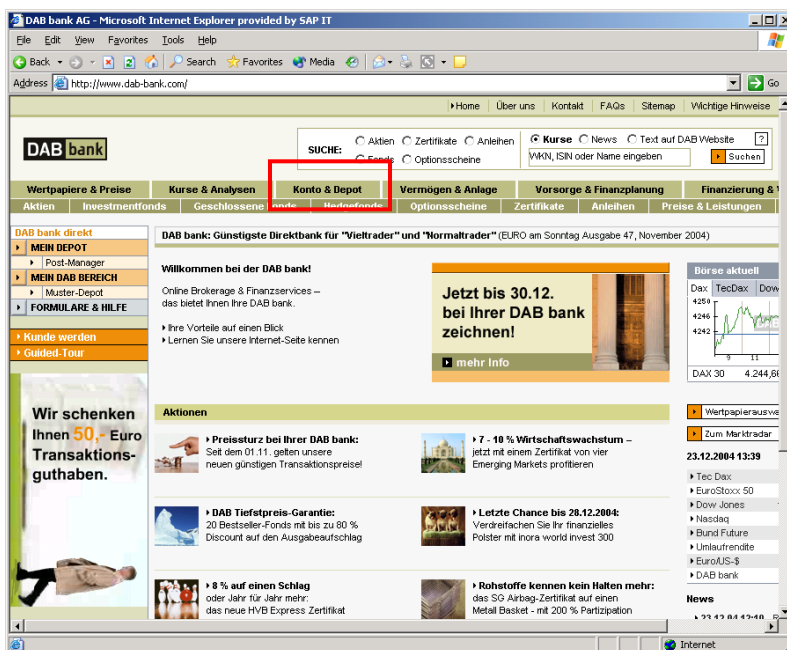 DAB bank AG - Microsoft Internet Explorer provided by SAP IT
File Edit View Favorites Tools Help
Back Search Favorites Media
Address http://www.dab-bank.com/ Go
Home Über uns Kontakt FAQs Sitemap Wichtige Hinweise
DAB bank
SUCHE: Aktien Zertifikate Anleihen
Fonds Optionsscheine
Kurse News Text auf DAB Website ?
WKN, ISIN oder Name eingeben Suchen
Wertpapiere & Preise Kurse & Analysen Konto & Depot Vermögen & Anlage Vorsorge & Finanzplanung Finanzierung &
Aktien Investmentfonds Geschlossene Fonds Hedgefonds Optionsscheine Zertifikate Anleihen Preise & Leistungen
DAB bank direkt
MEIN DEPOT
Post-Manager
MEIN DAB BEREICH
Muster-Depot
FORMULARE & HILFE
Kunde werden
Guided-Tour
Wir schenken
Ihnen 50,- Euro
Transaktions-
guthaben.
DAB bank: Günstigste Direktbank für "Vieltrader" und "Normaltrader" (EURO am Sonntag Ausgabe 47, November 2004)
Willkommen bei der DAB bank!
Online Brokerage & Finanzservices –
das bietet Ihnen Ihre DAB bank.
Ihre Vorteile auf einen Blick
Lernen Sie unsere Internet-Seite kennen
Jetzt bis
30.12.
bei Ihrer
DAB bank
zeichnen!
mehr Info
Aktionen
Preissturz bei Ihrer DAB bank:
Seit dem 01.11. gelten unsere
neuen günstigen Transaktionspreise!
7 - 10 % Wirtschaftswachstum –
jetzt mit einem Zertifikat von vier
Emerging Markets profitieren
DAB Tiefstpreis-Garantie:
20 Bestseller-Fonds mit bis zu 80 %
Discount auf den Ausgabeaufschlag
Letzte Chance bis 28.12.2004:
Verdreifachen Sie Ihr finanzielles
Polster mit inora world invest 300
8 % auf einen Schlag
oder Jahr für Jahr mehr:
das neue HVB Express Zertifikat
Rohstoffe kennen kein Halten mehr:
das SG Airbag-Zertifikat auf einen
Metall Basket - mit 200 % Partizipation
Börse aktuell
Dax TecDax Dow
4250
4246
4242
9 11
DAX 30 4.244,6
Wertpapierauswa
Zum Marktradar
23.12.2004 13:39
Tec Dax
EuroStoxx 50
Dow Jones
Nasdaq
Bund Future
Umlaufrendite
Euro/US-$
DAB bank
News
23.12.04 12:10
Internet